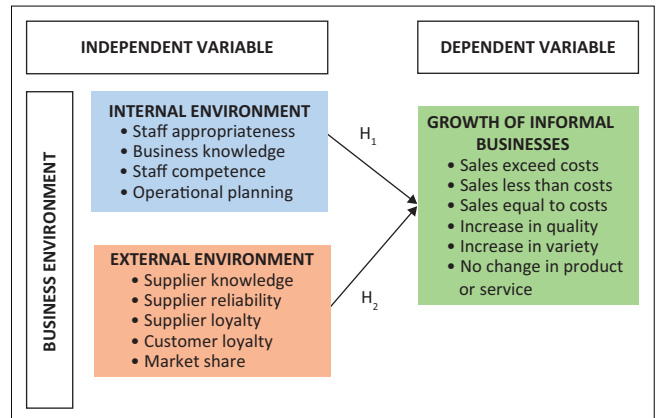 INDEPENDENT VARIABLE
DEPENDENT VARIABLE
BUSINESS ENVIRONMENT
INTERNAL ENVIRONMENT
• Staff appropriateness
• Business knowledge
• Staff competence
• Operational planning
H₁
GROWTH OF INFORMAL
BUSINESSES
• Sales exceed costs
• Sales less than costs
• Sales equal to costs
• Increase in quality
• Increase in variety
• No change in product
or service
EXTERNAL ENVIRONMENT
• Supplier knowledge
• Supplier reliability
• Supplier loyalty
• Customer loyalty
• Market share
H₂